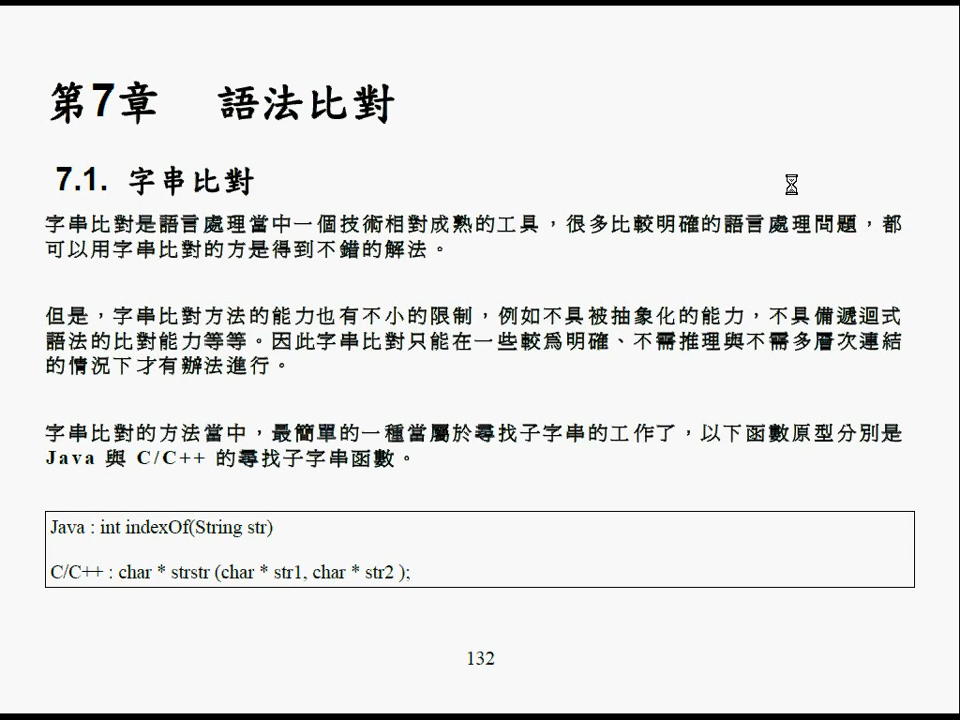 第7章 語法比對
7.1. 字串比對
字串比對是語言處理當中一個技術相對成熟的工具，很多比較明確的語言處理問題，都
可以用字串比對的方是得到不錯的解法。
但是，字串比對方法的能力也有不小的限制，例如不具被抽象化的能力，不具備遞迴式
語法的比對能力等等。因此字串比對只能在一些較為明確、不需推理與不需多層次連結
的情況下才有辦法進行。
字串比對的方法當中，最簡單的一種當屬於尋找子字串的工作了，以下函數原型分別是
Java 與 C/C++ 的尋找子字串函數。
Java : int indexOf(String str)
C/C++ : char * strstr (char * str1, char * str2 );
132